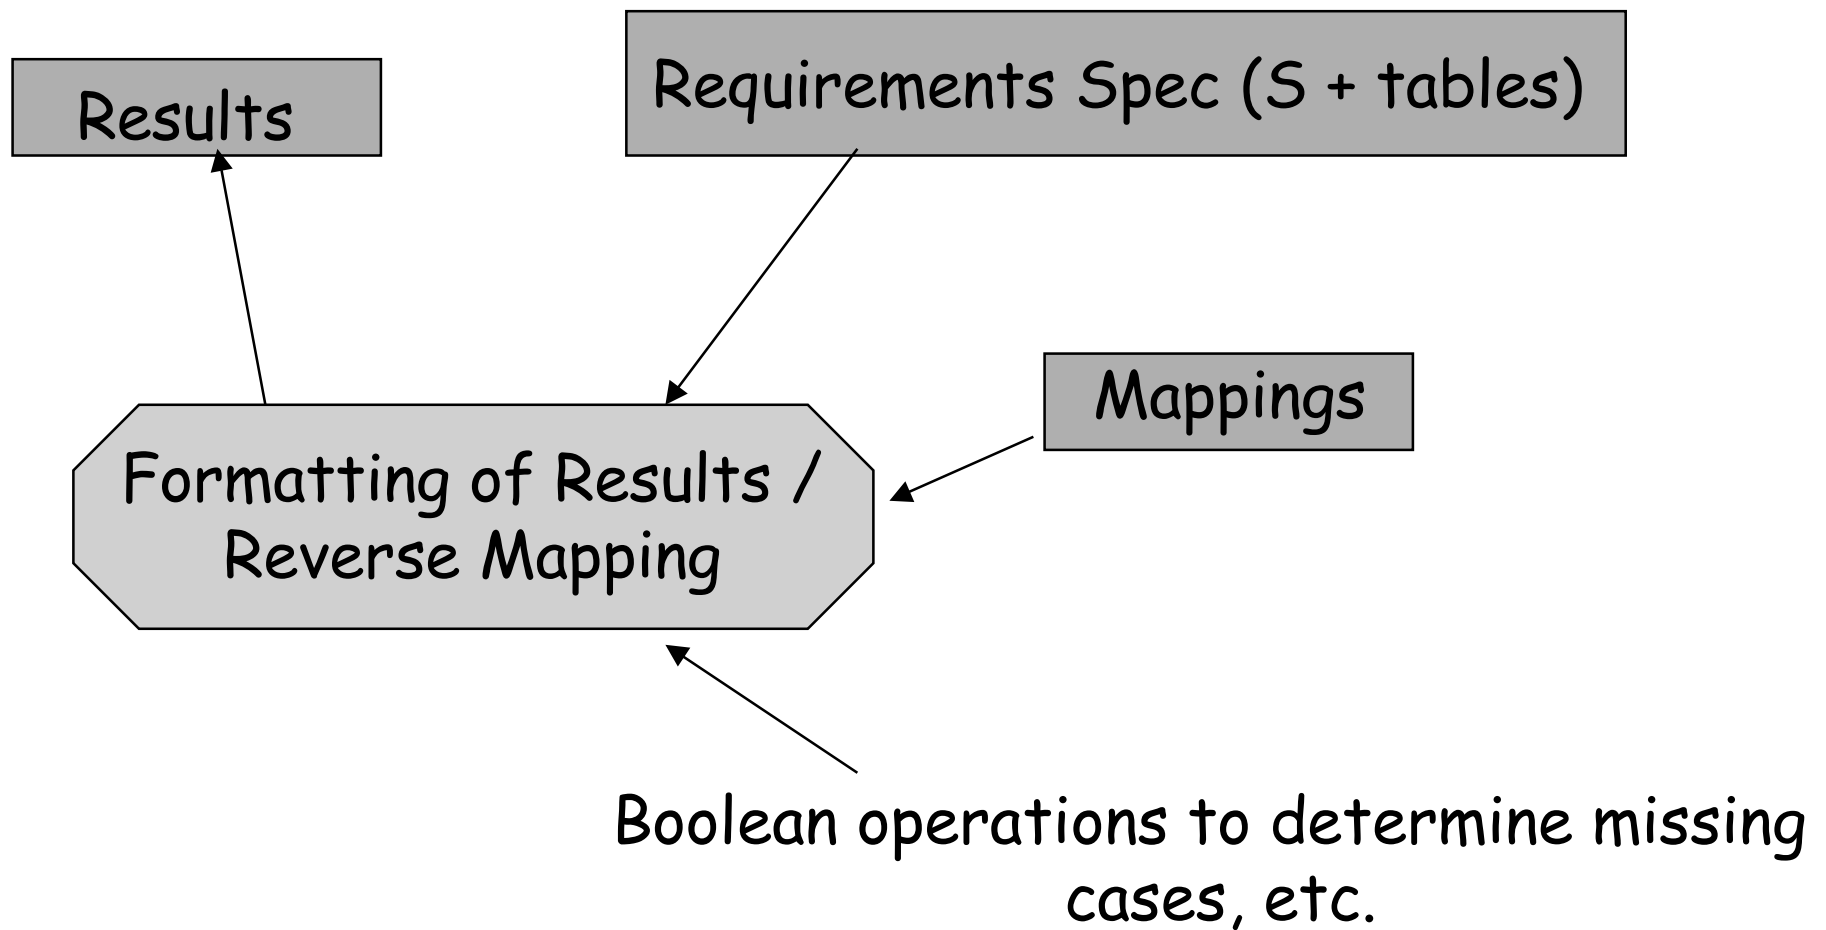 Results
Requirements Spec (S + tables)
Mappings
Formatting of Results /
Reverse Mapping
Boolean operations to determine missing
cases, etc.